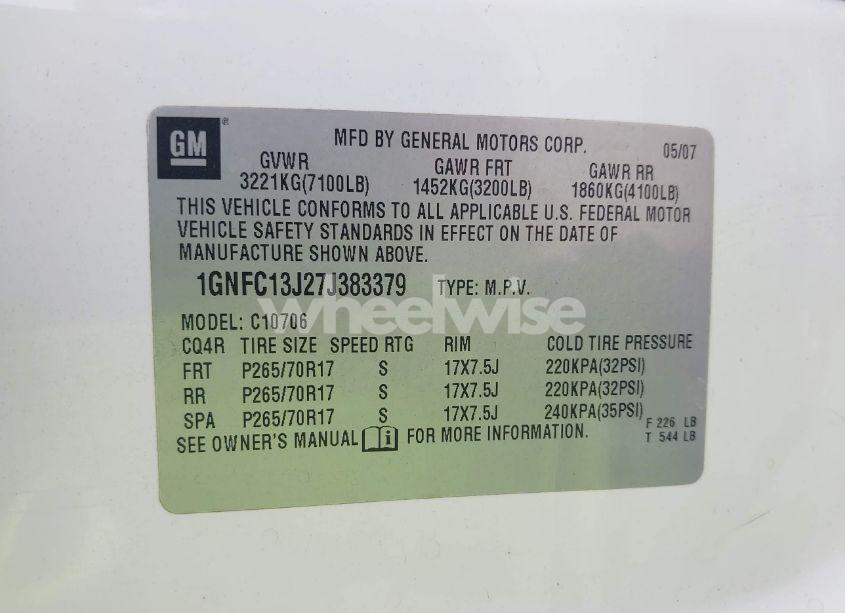 GM®
MFD BY GENERAL MOTORS CORP. 05/07
GVWR GAWR FRT GAWR RR
3221KG(7100LB) 1452KG(3200LB) 1860KG(4100LB)
THIS VEHICLE CONFORMS TO ALL APPLICABLE U.S. FEDERAL MOTOR
VEHICLE SAFETY STANDARDS IN EFFECT ON THE DATE OF
MANUFACTURE SHOWN ABOVE.
1GNFC13J27J383379 TYPE: M.P.V.
wheelwise
MODEL: C10706
CQ4R TIRE SIZE SPEED RTG RIM COLD TIRE PRESSURE
FRT P265/70R17 S 17X7.5J 220KPA(32PSI)
RR P265/70R17 S 17X7.5J 220KPA(32PSI)
SPA P265/70R17 S 17X7.5J 240KPA(35PSI)
F 226 LB
SEE OWNER'S MANUAL FOR MORE INFORMATION.
T 544 LB